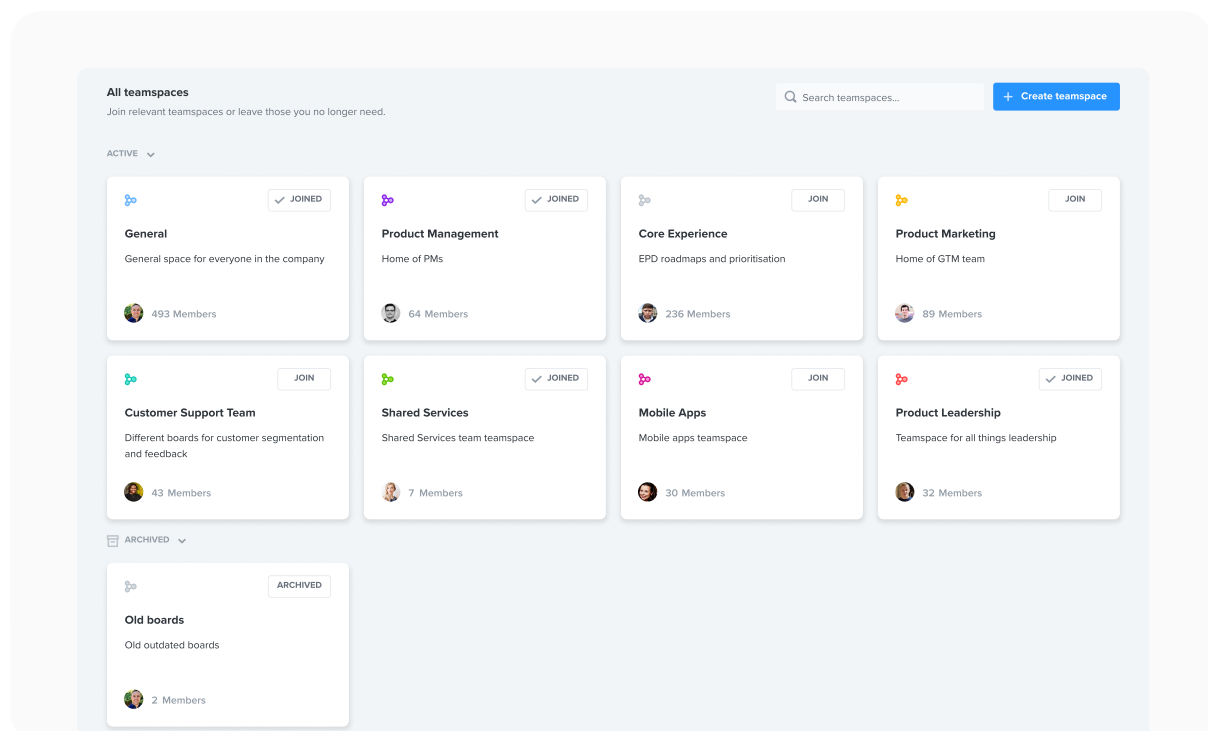 All teamspaces
Join relevant teamspaces or leave those you no longer need.
Search teamspaces...
+ Create teamspace
ACTIVE
JOINED
General
General space for everyone in the company
493 Members
JOINED
Product Management
Home of PMs
64 Members
JOIN
Core Experience
EPD roadmaps and prioritisation
236 Members
JOIN
Product Marketing
Home of GTM team
89 Members
JOIN
Customer Support Team
Different boards for customer segmentation
and feedback
43 Members
JOINED
Shared Services
Shared Services team teamspace
7 Members
JOIN
Mobile Apps
Mobile apps teamspace
30 Members
JOINED
Product Leadership
Teamspace for all things leadership
32 Members
ARCHIVED
ARCHIVED
Old boards
Old outdated boards
2 Members